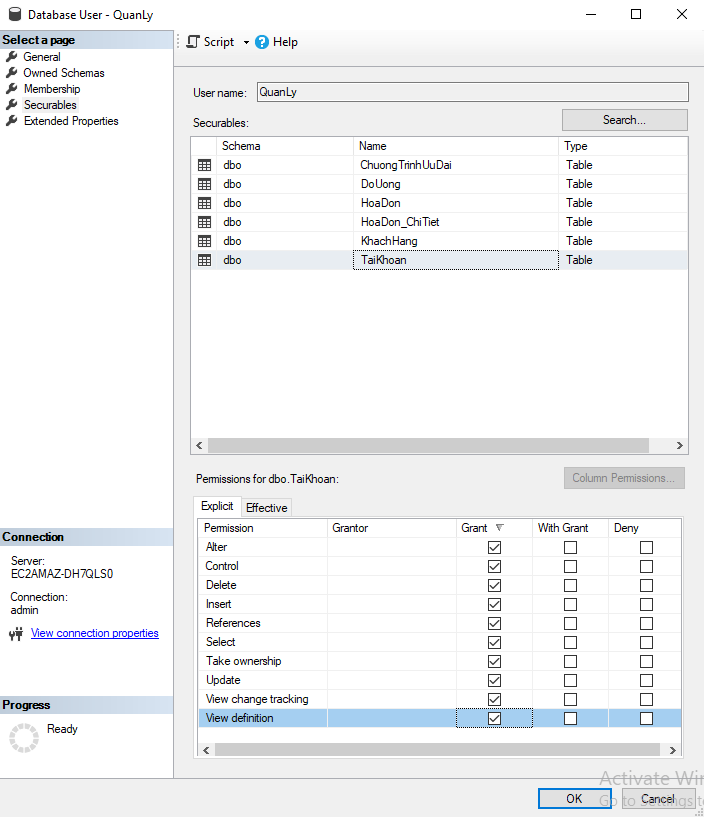 Database User - QuanLy
Select a page
General
Owned Schemas
Membership
Securables
Extended Properties
Script Help
User name: QuanLy
Securables: Search...
Schema Name Type
dbo ChuongTrinhUuDai Table
dbo DoUong Table
dbo HoaDon Table
dbo HoaDon_ChiTiet Table
dbo KhachHang Table
dbo TaiKhoan Table
Permissions for dbo.TaiKhoan: Column Permissions...
Explicit Effective
Permission Grantor Grant With Grant Deny
Alter
Control
Delete
Insert
References
Select
Take ownership
Update
View change tracking
View definition
Connection
Server:
EC2AMAZ-DH7QLS0
Connection:
admin
View connection properties
Progress
Ready
Activate Win
Go to Settings t
OK Cancel